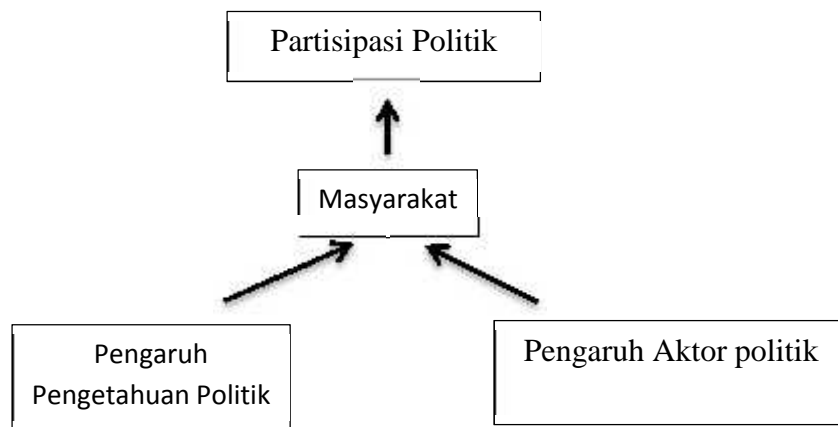 Partisipasi Politik
Masyarakat
Pengaruh
Pengetahuan Politik
Pengaruh Aktor politik